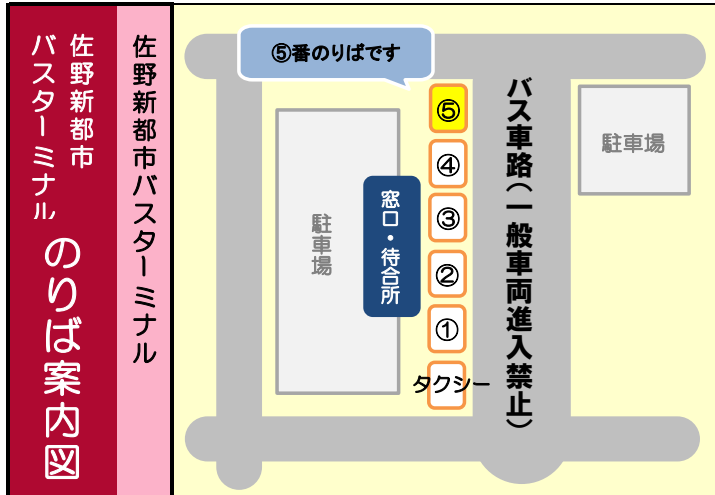 佐野新都市
バスターミナル
のりば案内図
佐野新都市バスターミナル
⑤番のりばです
⑤
④
③
②
①
タクシー
窓口・待合所
駐車場
バス車路（一般車両進入禁止）
駐車場